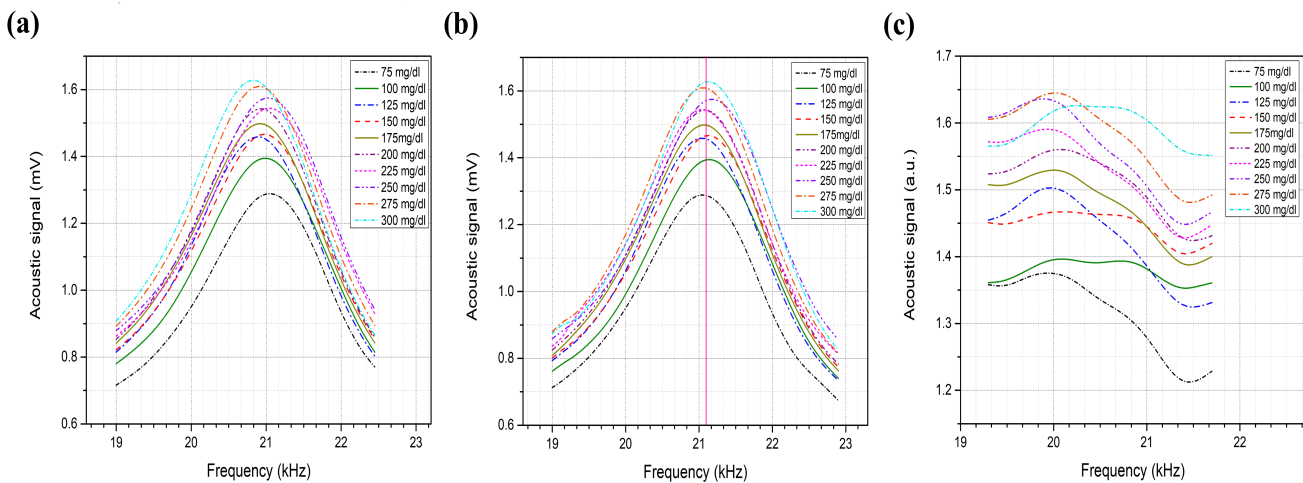 (a)
Acoustic signal (mV)
1.6
1.4
1.2
1.0
0.8
0.6
19 20 21 22 23
Frequency (kHz)
75 mg/dl
100 mg/dl
125 mg/dl
150 mg/dl
175mg/dl
200 mg/dl
225 mg/dl
250 mg/dl
275 mg/dl
300 mg/dl
(b)
Acoustic signal (mV)
1.6
1.4
1.2
1.0
0.8
0.6
19 20 21 22 23
Frequency (kHz)
75 mg/dl
100 mg/dl
125 mg/dl
150 mg/dl
175mg/dl
200 mg/dl
225 mg/dl
250 mg/dl
275 mg/dl
300 mg/dl
(c)
Acoustic signal (a.u.)
1.7
1.6
1.5
1.4
1.3
1.2
19 20 21 22
Frequency (kHz)
75 mg/dl
100 mg/dl
125 mg/dl
150 mg/dl
175mg/dl
200 mg/dl
225 mg/dl
250 mg/dl
275 mg/dl
300 mg/dl